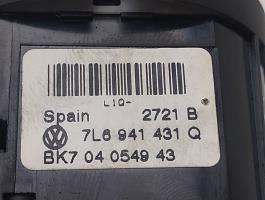 L1Q-
Spain 2721 B
7L6 941 431 Q
BK7 04 0549 43